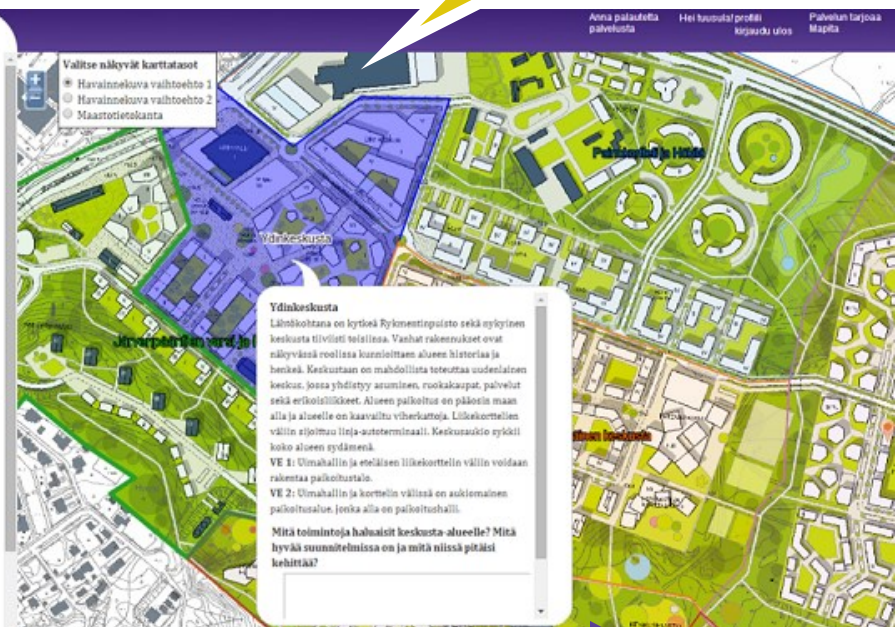 Anna palautetta
palvelusta
Hei tuusula! profiili
kirjaudu ulos
Palvelun tarjoaa
Mapita
Valitse näkyvät karttatasot
Havainnekuva vaihtoehto 1
Havainnekuva vaihtoehto 2
Maastotietokanta
Ydinkeskusta
Ydinkeskusta
Lähtökohtana on kytkeä Rykmentinpuisto sekä nykyinen
keskusta tiiviisti toisiinsa. Vanhat rakennukset ovat
näkyvässä roolissa kunnioittaen alueen historiaa ja
henkeä. Keskustaan on mahdollista toteuttaa uudenlainen
keskus, jossa yhdistyy asuminen, ruokakaupat, palvelut
sekä erikoisliikkeet. Alueen paikoitus on pääosin maan
alla ja alueelle on kaavailtu viherkattoja. Liikekorttelien
väliin sijoittuu linja-autoterminaali. Keskusaukio sykkii
koko alueen sydämenä.
VE 1: Uimahallin ja eteläisen liikekorttelin väliin voidaan
rakentaa paikoitustalo.
VE 2: Uimahallin ja korttelin välissä on aukiomainen
paikoitusalue, jonka alla on paikoitushalli.
Mitä toimintoja haluaisit keskusta-alueelle? Mitä
hyvää suunnitelmissa on ja mitä niissä pitäisi
kehittää?
keskusta